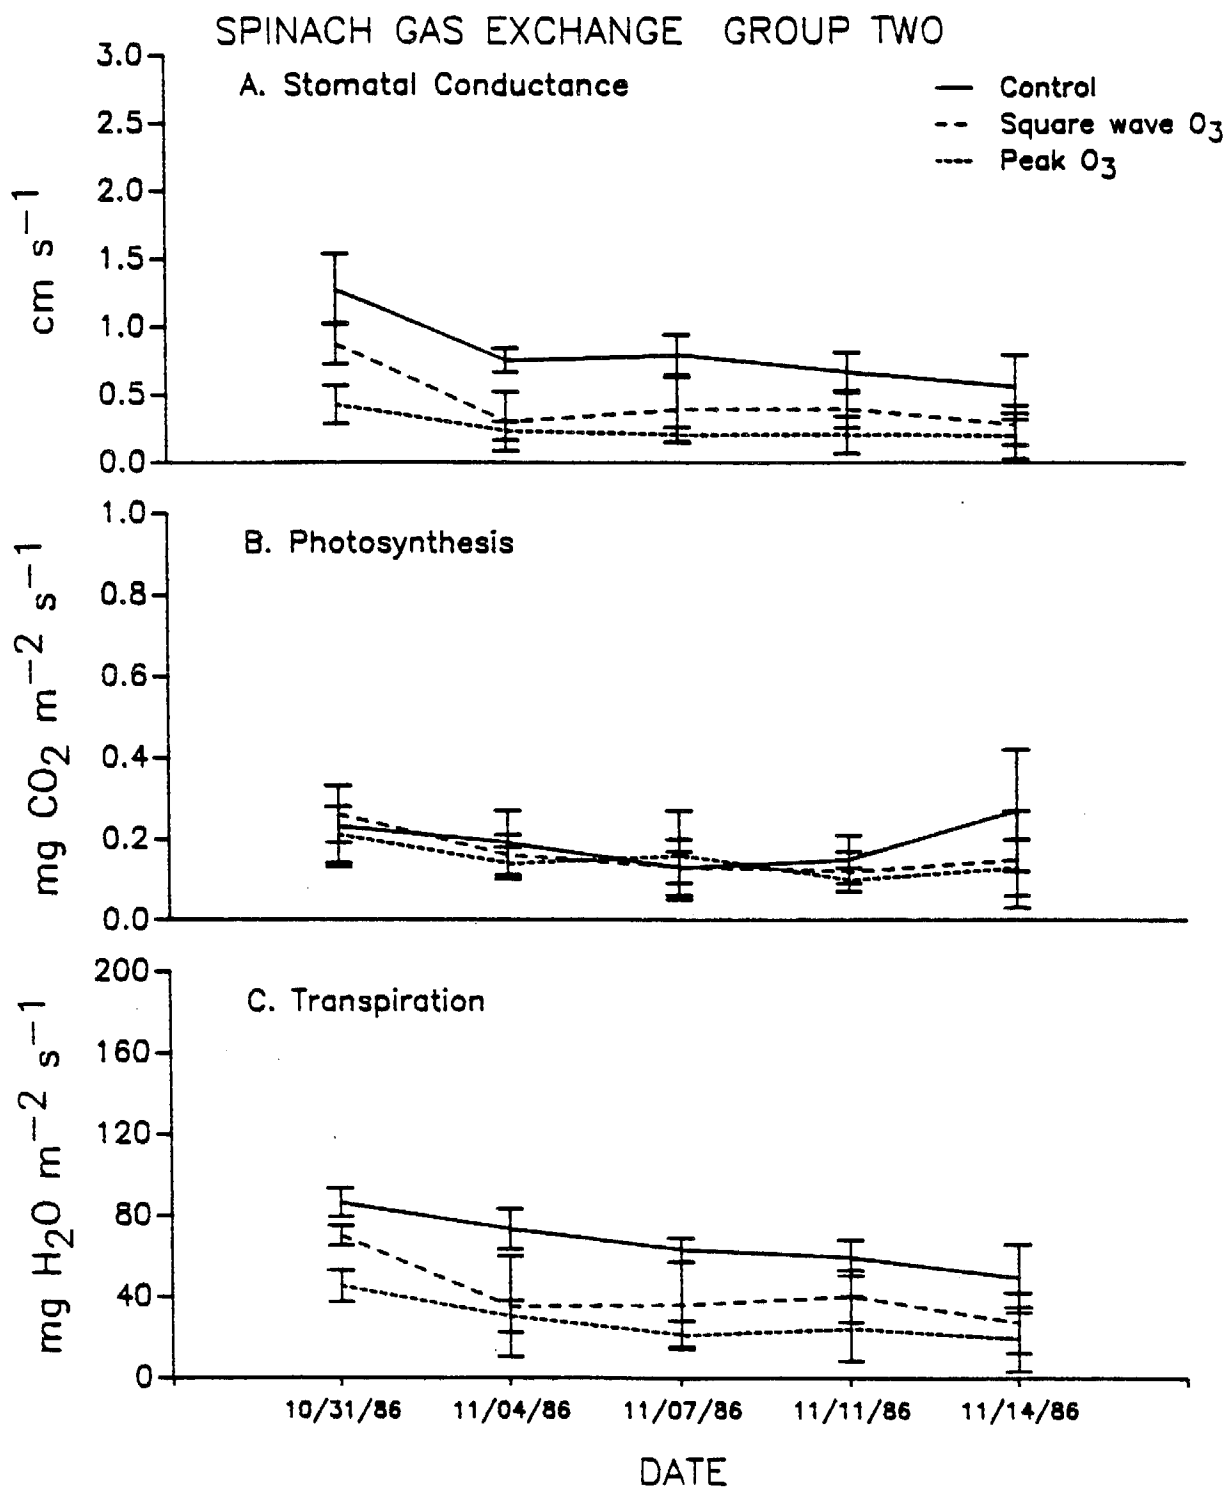 SPINACH GAS EXCHANGE GROUP TWO
A. Stomatal Conductance
Control
Square wave O3
Peak O3
cm s−1
3.0
2.5
2.0
1.5
1.0
0.5
0.0
B. Photosynthesis
mg CO2 m−2 s−1
1.0
0.8
0.6
0.4
0.2
0.0
C. Transpiration
mg H2O m−2 s−1
200
160
120
80
40
0
10/31/86 11/04/86 11/07/86 11/11/86 11/14/86
DATE